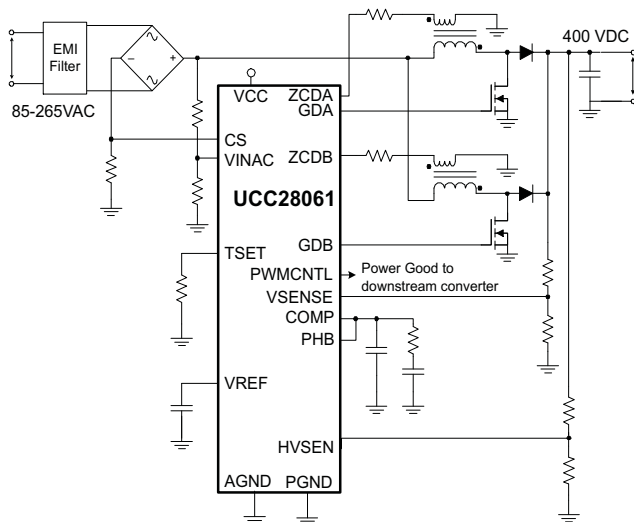 EMI
Filter
85-265VAC
~
~
−
+
400 VDC
VCC
ZCDA
GDA
CS
VINAC
ZCDB
UCC28061
GDB
TSET
PWMCNTL
Power Good to
downstream converter
VSENSE
COMP
PHB
VREF
HVSEN
AGND
PGND